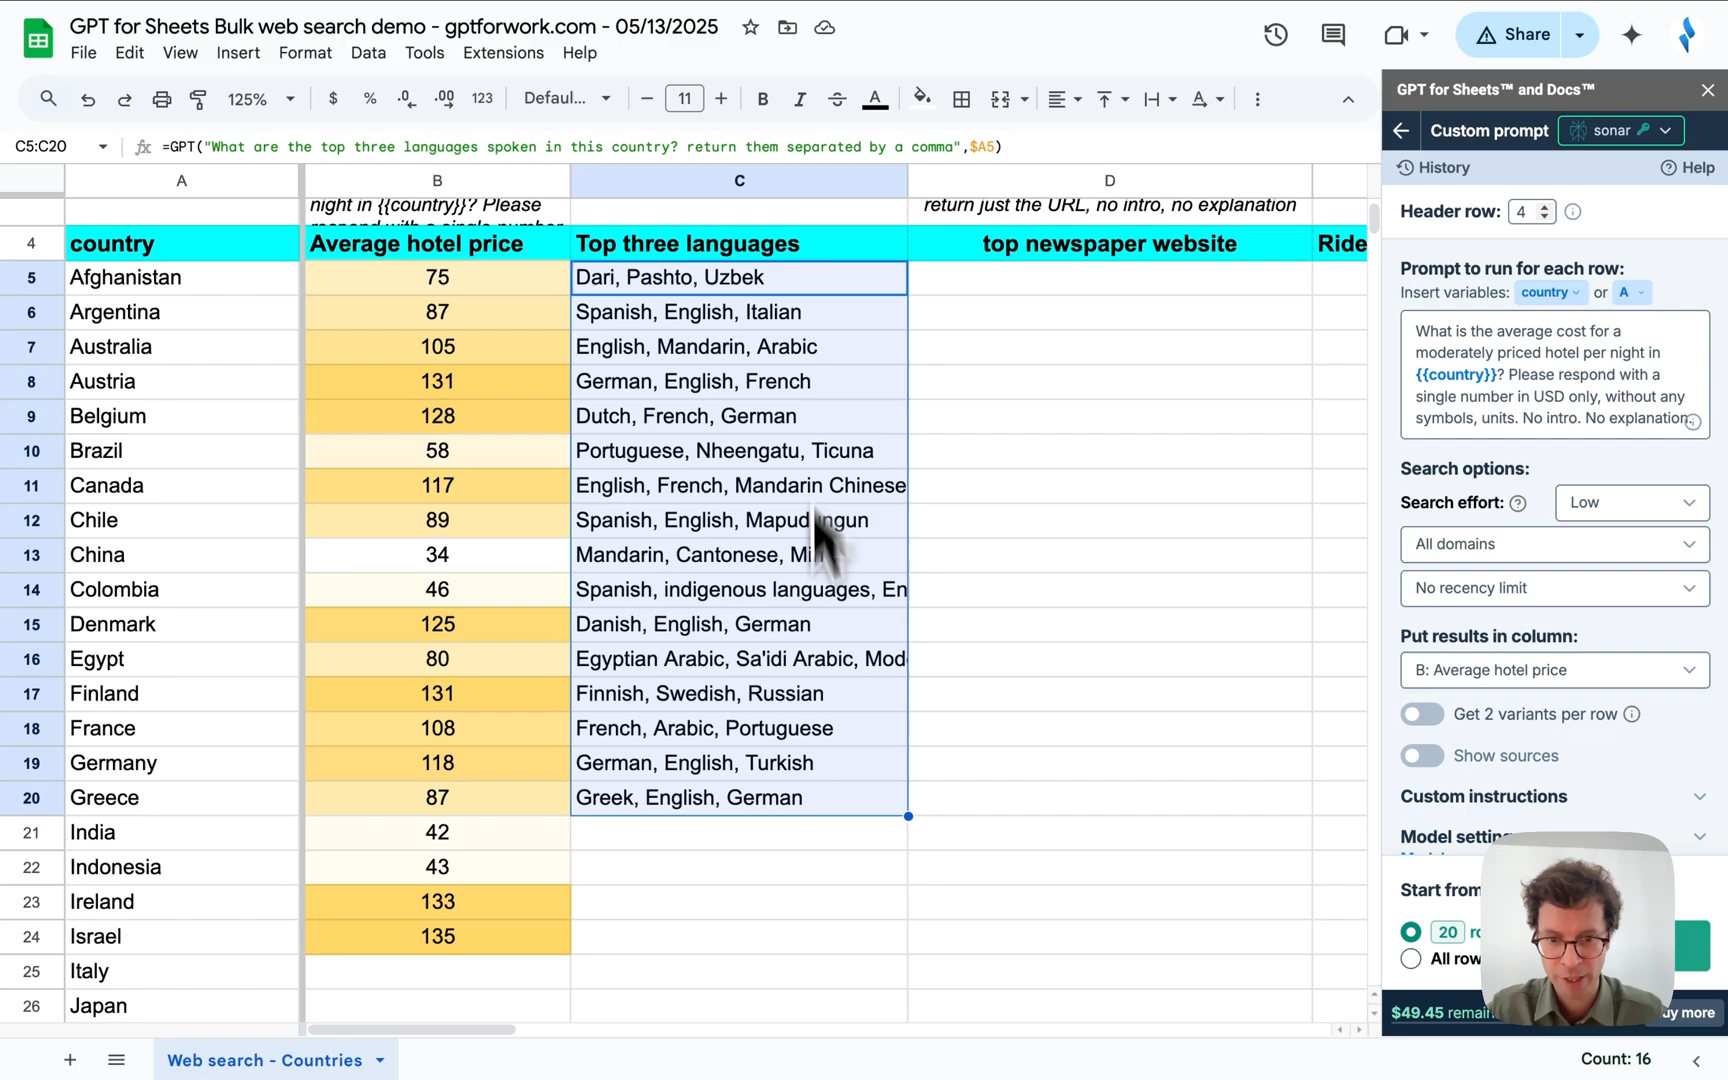 GPT for Sheets Bulk web search demo - gptforwork.com - 05/13/2025
File Edit View Insert Format Data Tools Extensions Help
Share
125% $ % .0 .00 123 Defaul... 11 B I A
C5:C20 fx =GPT("What are the top three languages spoken in this country? return them separated by a comma",$A5)
A B C D
night in {{country}}? Please
return just the URL, no intro, no explanation
4 country Average hotel price Top three languages top newspaper website Ride
5 Afghanistan 75 Dari, Pashto, Uzbek
6 Argentina 87 Spanish, English, Italian
7 Australia 105 English, Mandarin, Arabic
8 Austria 131 German, English, French
9 Belgium 128 Dutch, French, German
10 Brazil 58 Portuguese, Nheengatu, Ticuna
11 Canada 117 English, French, Mandarin Chinese
12 Chile 89 Spanish, English, Mapudungun
13 China 34 Mandarin, Cantonese,
14 Colombia 46 Spanish, indigenous languages, En
15 Denmark 125 Danish, English, German
16 Egypt 80 Egyptian Arabic, Sa'idi Arabic, Mod
17 Finland 131 Finnish, Swedish, Russian
18 France 108 French, Arabic, Portuguese
19 Germany 118 German, English, Turkish
20 Greece 87 Greek, English, German
21 India 42
22 Indonesia 43
23 Ireland 133
24 Israel 135
25 Italy
26 Japan
Web search - Countries
Count: 16
GPT for Sheets™ and Docs™
Custom prompt sonar
History Help
Header row: 4
Prompt to run for each row:
Insert variables: country or A
What is the average cost for a
moderately priced hotel per night in
{{country}}? Please respond with a
single number in USD only, without any
symbols, units. No intro. No explanation
Search options:
Search effort: Low
All domains
No recency limit
Put results in column:
B: Average hotel price
Get 2 variants per row
Show sources
Custom instructions
Model settin
Start from
20 ro
All row
$49.45 remain uy more